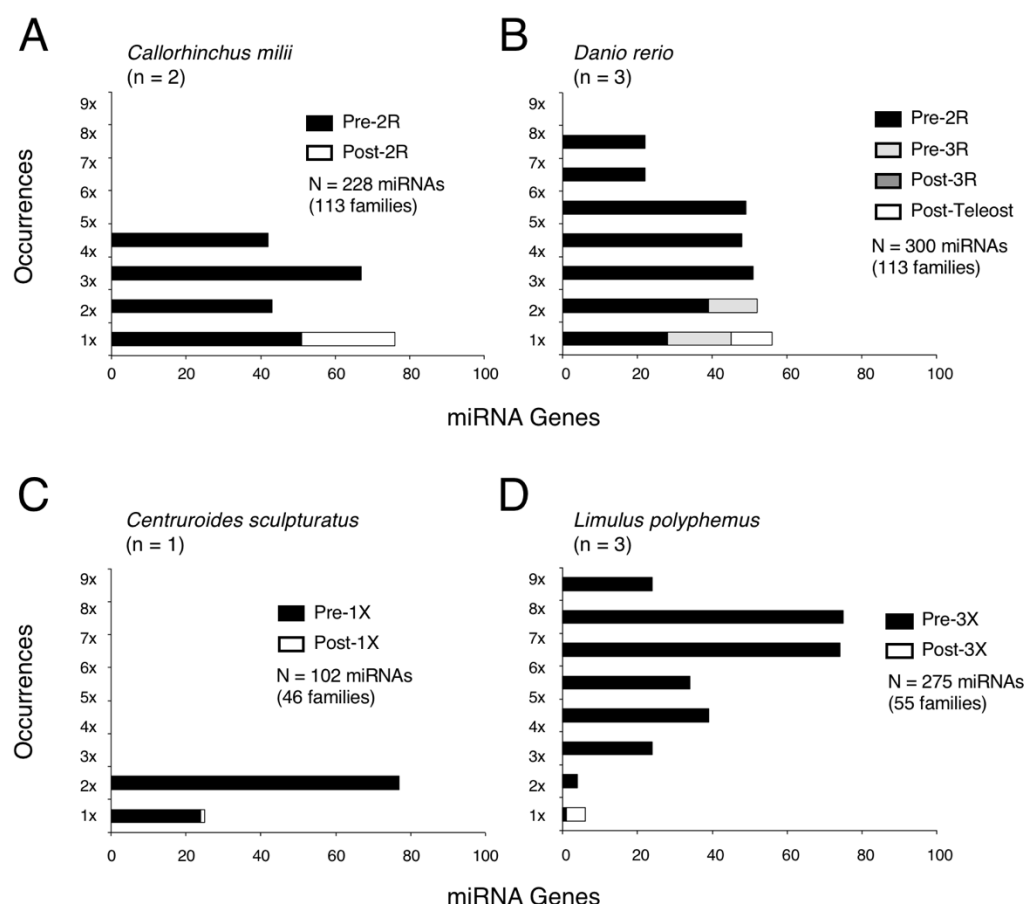 A
Callorhinchus milii
(n = 2)
Occurrences
9x
8x
7x
6x
5x
4x
3x
2x
1x
Pre-2R
Post-2R
N = 228 miRNAs
(113 families)
0 20 40 60 80 100
B
Danio rerio
(n = 3)
9x
8x
7x
6x
5x
4x
3x
2x
1x
Pre-2R
Pre-3R
Post-3R
Post-Teleost
N = 300 miRNAs
(113 families)
0 20 40 60 80 100
miRNA Genes
C
Centruroides sculpturatus
(n = 1)
Occurrences
9x
8x
7x
6x
5x
4x
3x
2x
1x
Pre-1X
Post-1X
N = 102 miRNAs
(46 families)
0 20 40 60 80 100
D
Limulus polyphemus
(n = 3)
9x
8x
7x
6x
5x
4x
3x
2x
1x
Pre-3X
Post-3X
N = 275 miRNAs
(55 families)
0 20 40 60 80 100
miRNA Genes